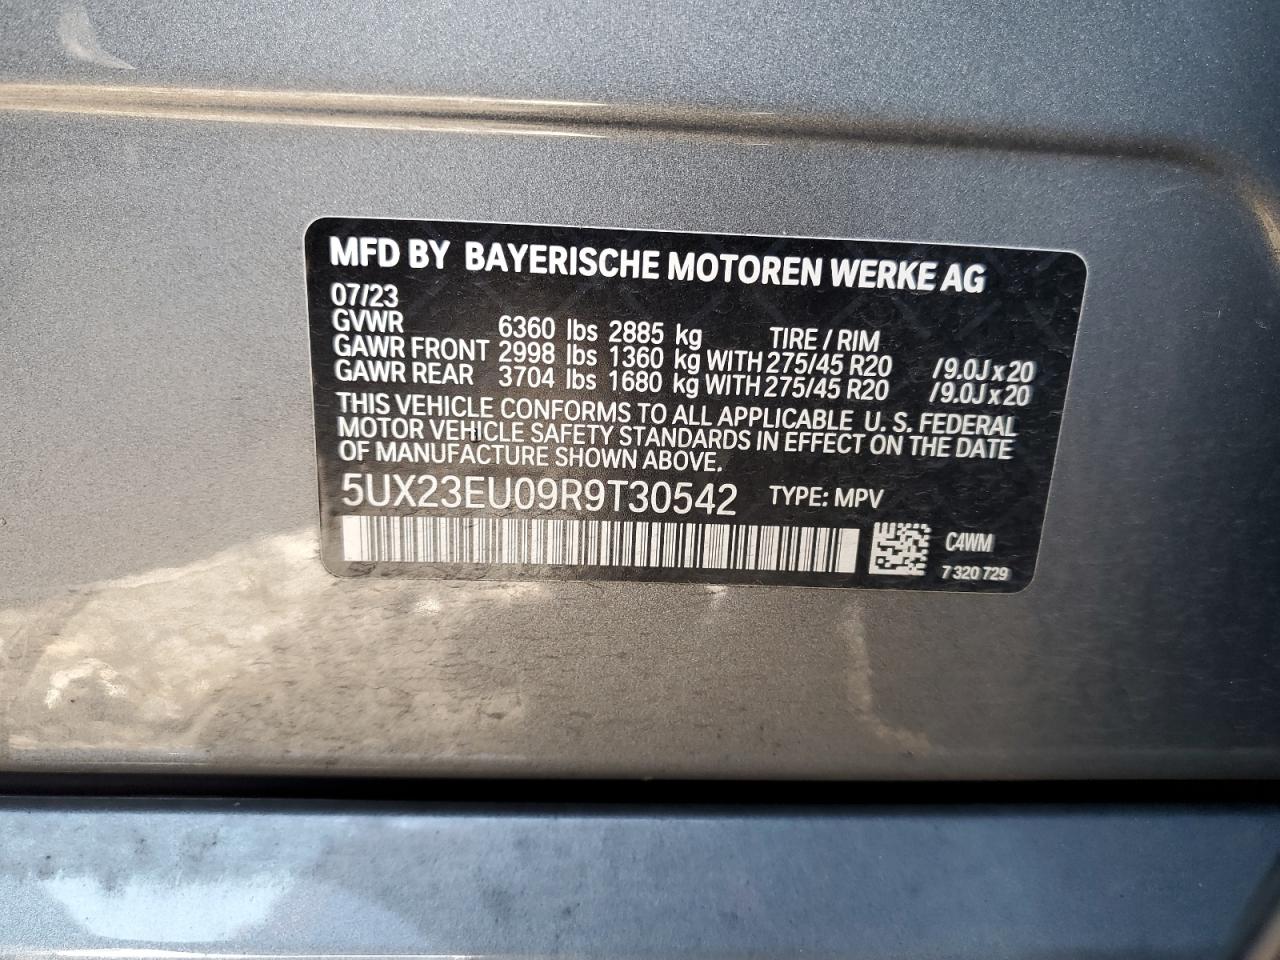 MFD BY BAYERISCHE MOTOREN WERKE AG
07/23
GVWR 6360 lbs 2885 kg TIRE / RIM
GAWR FRONT 2998 lbs 1360 kg WITH 275/45 R20 /9.0J x 20
GAWR REAR 3704 lbs 1680 kg WITH 275/45 R20 /9.0J x 20
THIS VEHICLE CONFORMS TO ALL APPLICABLE U. S. FEDERAL
MOTOR VEHICLE SAFETY STANDARDS IN EFFECT ON THE DATE
OF MANUFACTURE SHOWN ABOVE.
5UX23EU09R9T30542 TYPE: MPV
C4WM
7 320 729